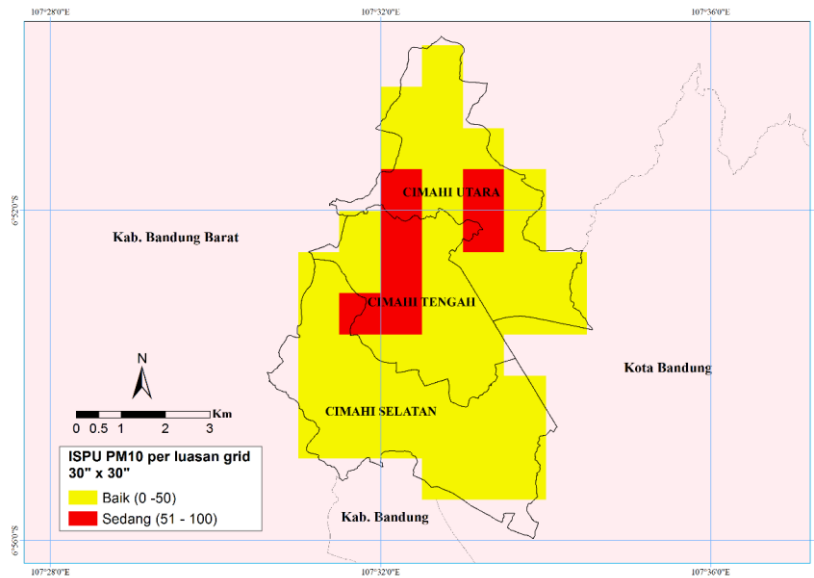 107°28'0"E 107°32'0"E 107°36'0"E
CIMAHI UTARA
6°52'0"S
Kab. Bandung Barat
CIMAHI TENGAH
N
Kota Bandung
0 0.5 1 2 3 Km
CIMAHI SELATAN
ISPU PM10 per luasan grid
30" x 30"
Baik (0 -50)
Sedang (51 - 100)
Kab. Bandung
6°56'0"S
107°28'0"E 107°32'0"E 107°36'0"E